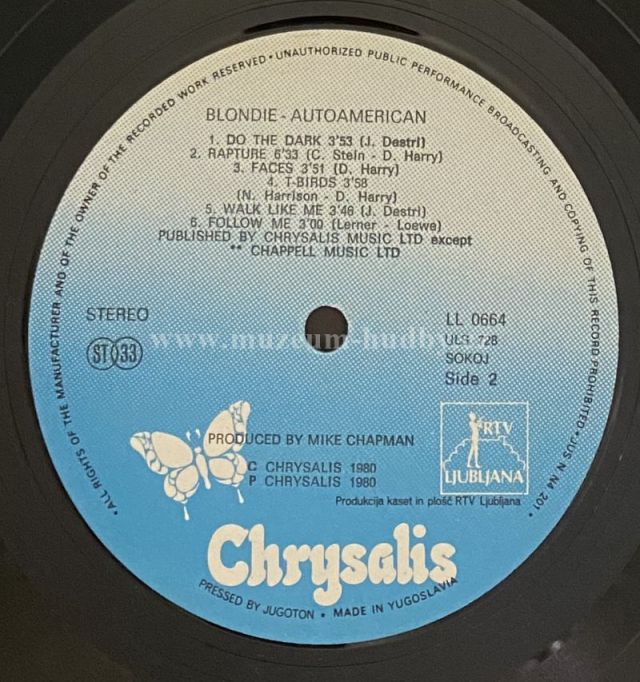 • ALL RIGHTS OF THE MANUFACTURER AND OF THE OWNER OF THE RECORDED WORK RESERVED • UNAUTHORIZED PUBLIC PERFORMANCE BROADCASTING AND COPYING OF THIS RECORD PROHIBITED • JUS N N4 201 •
BLONDIE - AUTOAMERICAN
1. DO THE DARK 3'53 (J. Destri)
2. RAPTURE 6'33 (C. Stein - D. Harry)
3. FACES 3'51 (D. Harry)
4. T-BIRDS 3'58
(N. Harrison - D. Harry)
5. WALK LIKE ME 3'46 (J. Destri)
6. FOLLOW ME 3'00 (Lerner - Loewe)
PUBLISHED BY CHRYSALIS MUSIC LTD except
** CHAPPELL MUSIC LTD
STEREO
ST 33
LL 0664
ULS 728
SOKOJ
Side 2
www.muzeum-hudby
PRODUCED BY MIKE CHAPMAN
C CHRYSALIS 1980
P CHRYSALIS 1980
RTV
LJUBLJANA
Produkcija kaset in plošč RTV Ljubljana
Chrysalis
PRESSED BY JUGOTON • MADE IN YUGOSLAVIA